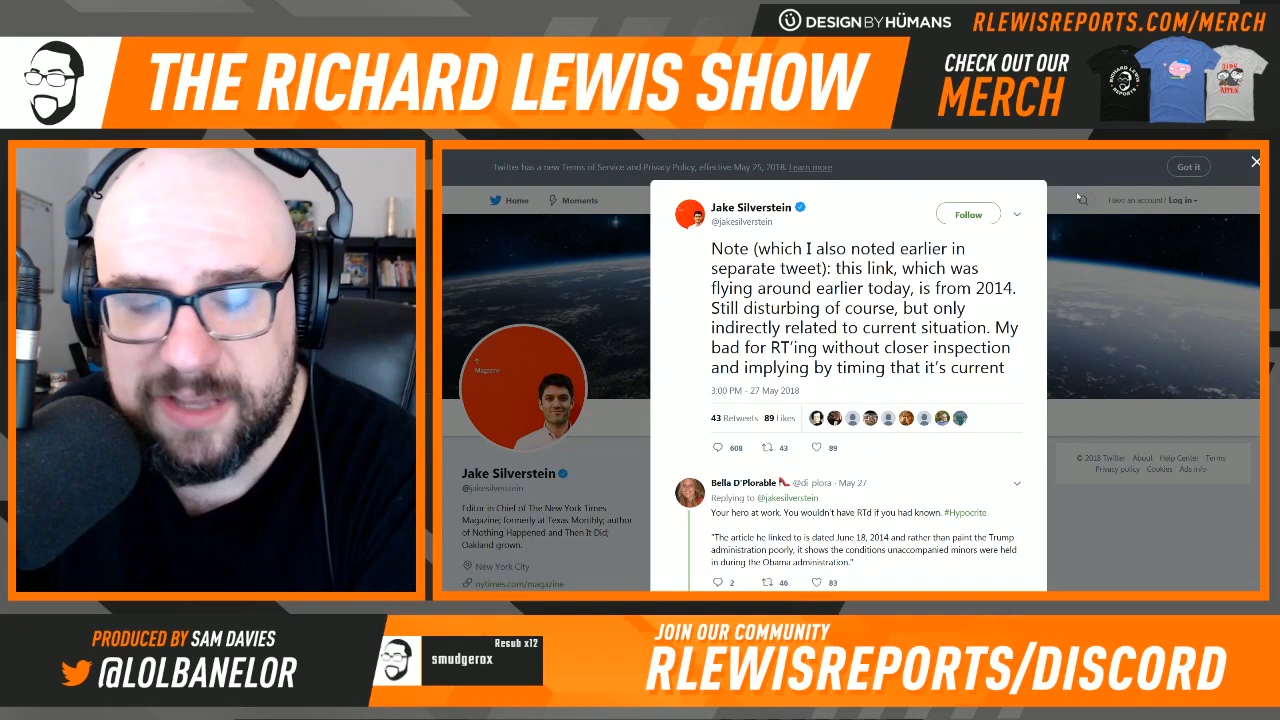 DESIGN BY HÜMANS
RLEWISREPORTS.COM/MERCH
THE RICHARD LEWIS SHOW
CHECK OUT OUR
MERCH
Twitter has a new Terms of Service and Privacy Policy, effective May 25, 2018. Learn more
Got it
Home
Moments
Have an account? Log in
Jake Silverstein
@jakesilverstein
Follow
Note (which I also noted earlier in
separate tweet): this link, which was
flying around earlier today, is from 2014.
Still disturbing of course, but only
indirectly related to current situation. My
bad for RT'ing without closer inspection
and implying by timing that it's current
3:00 PM - 27 May 2018
43 Retweets 89 Likes
608 43 89
Bella D'Plorable @di plora · May 27
Replying to @jakesilverstein
Your hero at work. You wouldn't have RTd if you had known. #Hypocrite
"The article he linked to is dated June 18, 2014 and rather than paint the Trump
administration poorly, it shows the conditions unaccompanied minors were held
in during the Obama administration."
2 46 83
Magazine
Jake Silverstein
@jakesilverstein
Editor in Chief of The New York Times
Magazine; formerly at Texas Monthly; author
of Nothing Happened and Then It Did;
Oakland grown.
New York City
nytimes.com/magazine
© 2018 Twitter About Help Center Terms
Privacy policy Cookies Ads info
PRODUCED BY SAM DAVIES
@LOLBANELOR
Resub x12
smudgerox
JOIN OUR COMMUNITY
RLEWISREPORTS/DISCORD